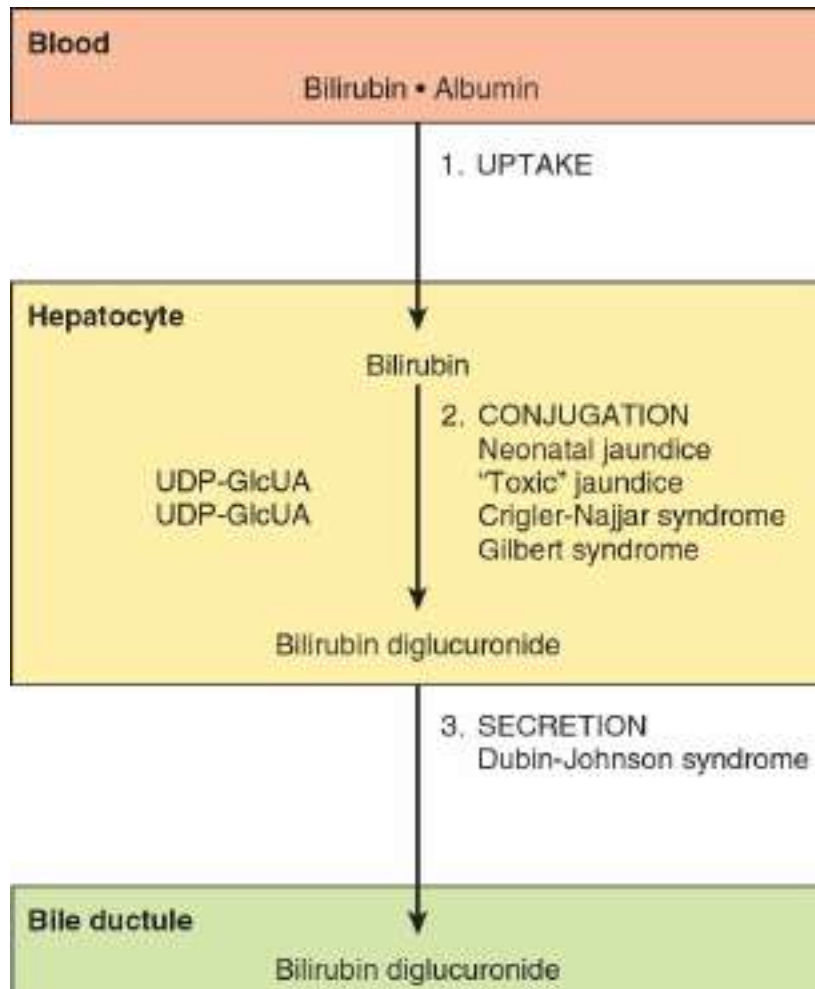 Blood
Bilirubin • Albumin
1. UPTAKE
Hepatocyte
Bilirubin
2. CONJUGATION
Neonatal jaundice
"Toxic" jaundice
Crigler-Najjar syndrome
Gilbert syndrome
UDP-GlcUA
UDP-GlcUA
Bilirubin diglucuronide
3. SECRETION
Dubin-Johnson syndrome
Bile ductule
Bilirubin diglucuronide